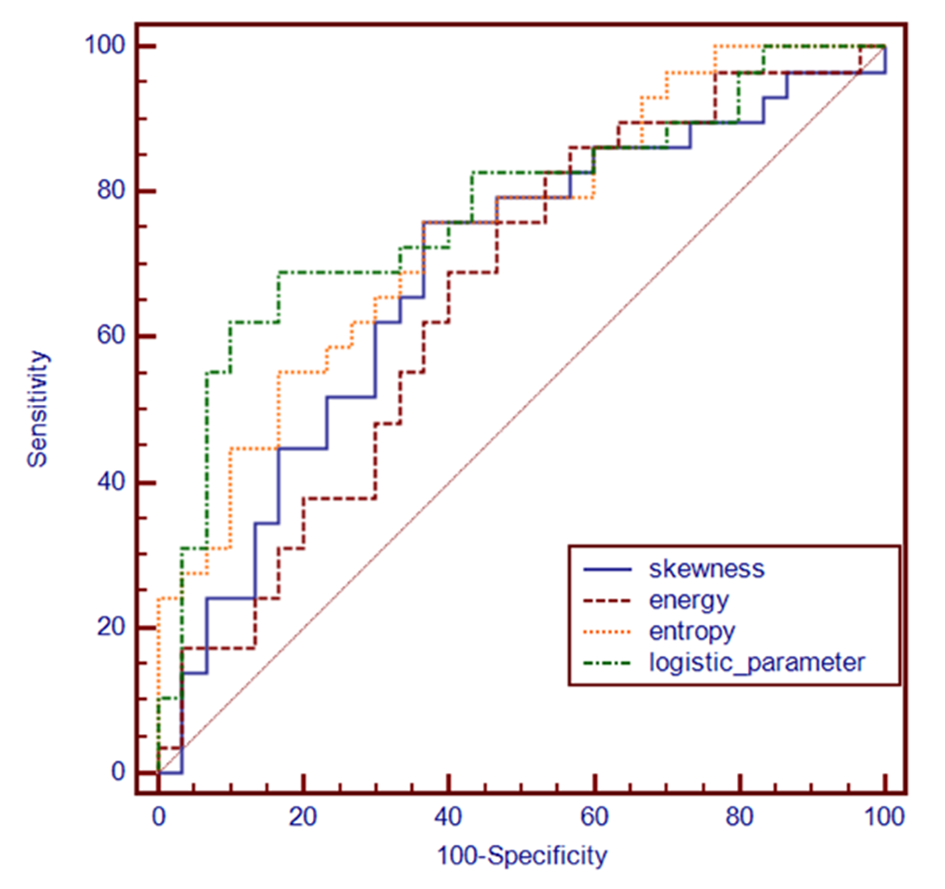 100
80
60
40
20
0
Sensitivity
skewness
energy
entropy
logistic_parameter
0 20 40 60 80 100
100-Specificity